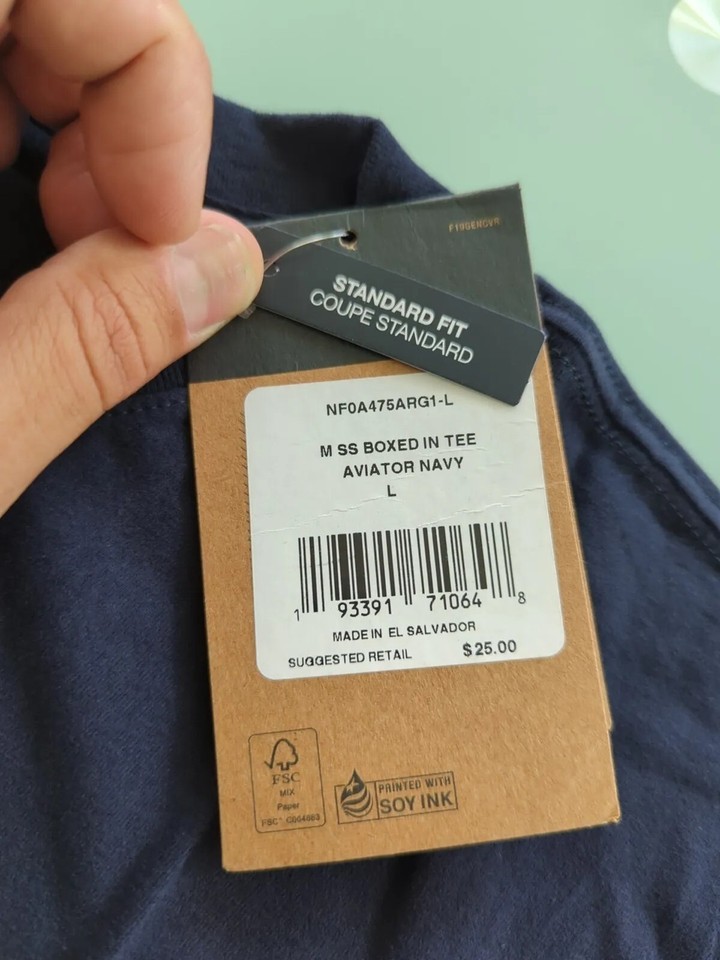 F19GENCVR
STANDARD FIT
COUPE STANDARD
NF0A475ARG1-L
M SS BOXED IN TEE
AVIATOR NAVY
L
1 93391 71064 8
MADE IN EL SALVADOR
SUGGESTED RETAIL $25.00
FSC
MIX
Paper
PRINTED WITH
SOY INK